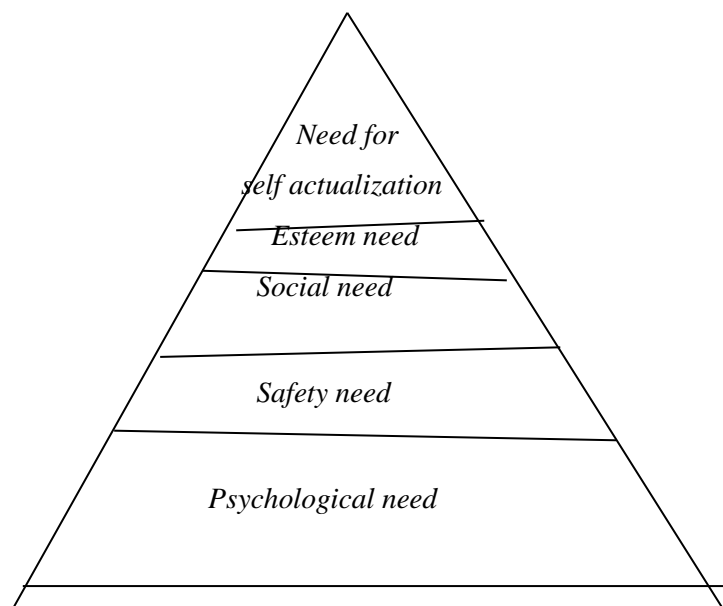 Need for
self actualization
Esteem need
Social need
Safety need
Psychological need